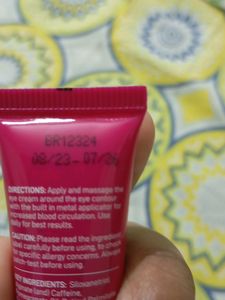 BR12324
08/23-07/26
DIRECTIONS: Apply and massage the
eye cream around the eye contour
with the built in metal applicator for
increased blood circulation. Use
daily for best results.
CAUTION: Please read the ingredient
label carefully before using, to check
for specific allergy concerns. Always
patch-test before using.
KEY INGREDIENTS: Siloxanetriol
Caffeine,